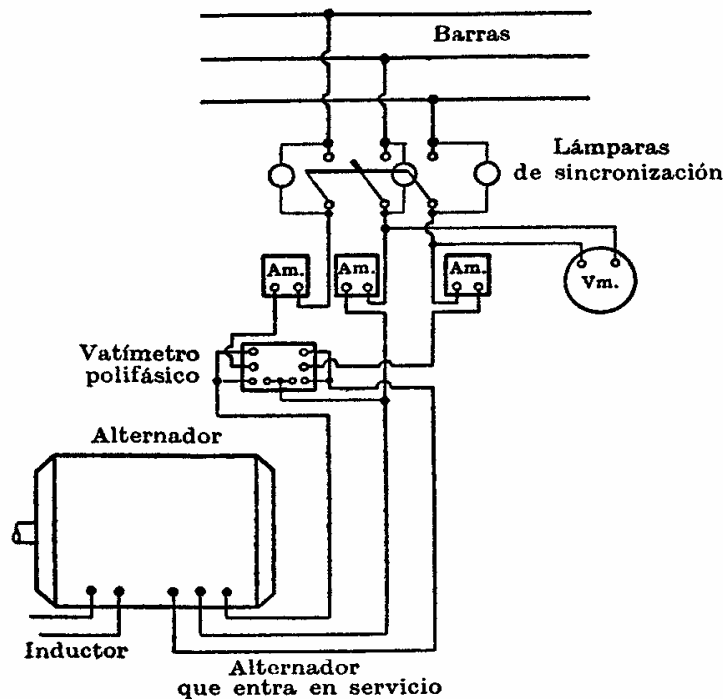 Barras
Lámparas
de sincronización
Am.
Am.
Am.
Vm.
Vatímetro
polifásico
Alternador
Inductor
Alternador
que entra en servicio